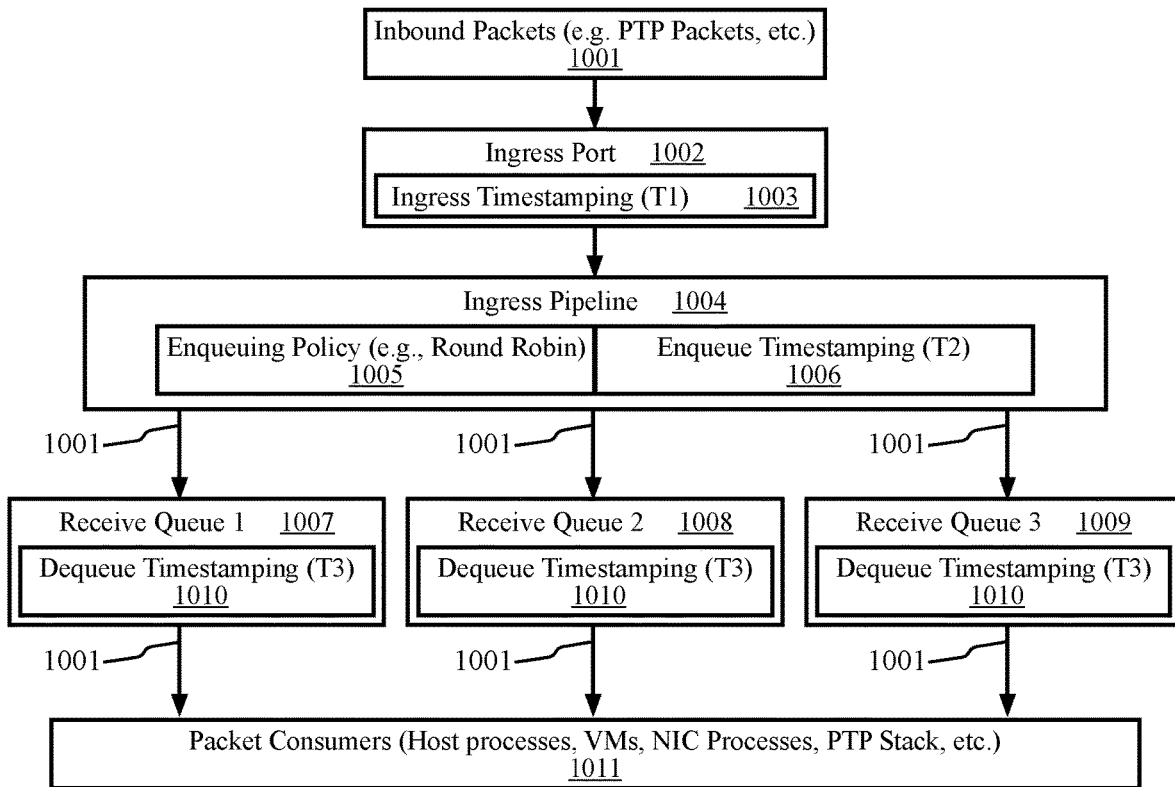 Inbound Packets (e.g. PTP Packets, etc.)
1001
Ingress Port 1002
Ingress Timestamping (T1) 1003
Ingress Pipeline 1004
Enqueuing Policy (e.g., Round Robin)
1005
Enqueue Timestamping (T2)
1006
1001
1001
1001
Receive Queue 1 1007
Dequeue Timestamping (T3)
1010
Receive Queue 2 1008
Dequeue Timestamping (T3)
1010
Receive Queue 3 1009
Dequeue Timestamping (T3)
1010
1001
1001
1001
Packet Consumers (Host processes, VMs, NIC Processes, PTP Stack, etc.)
1011